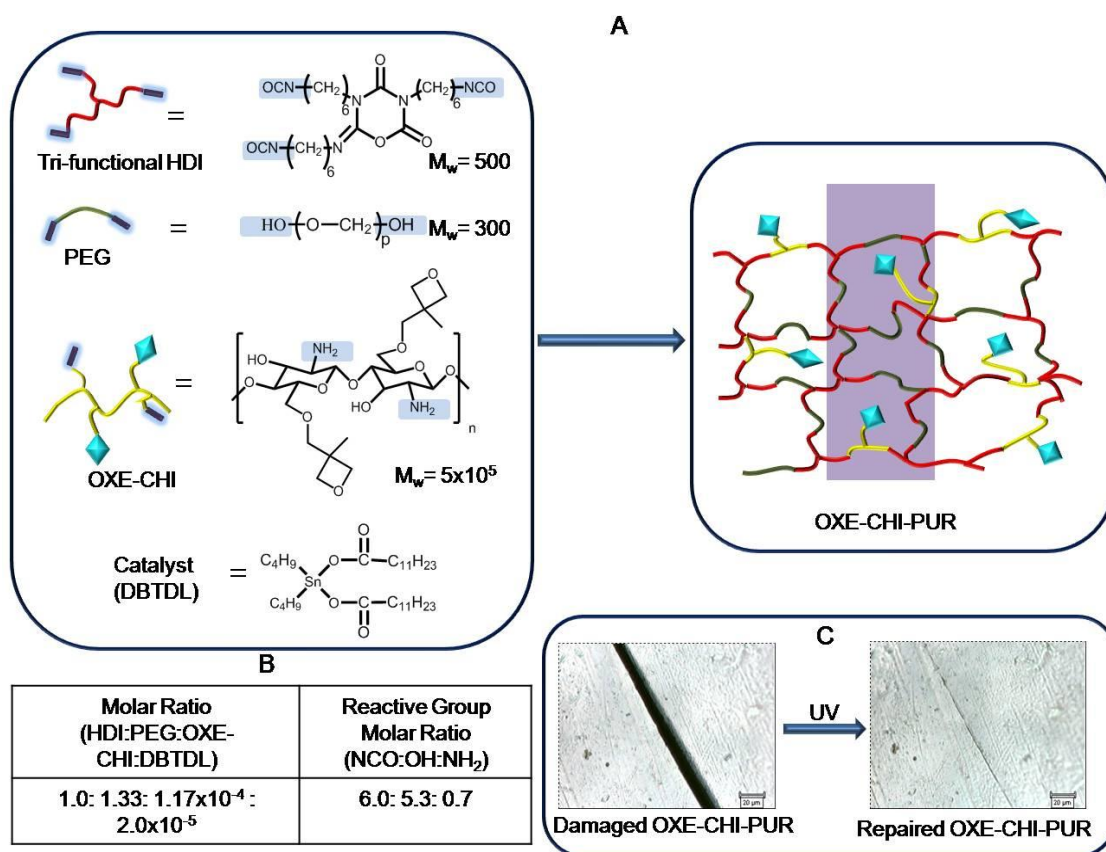 A
OCN
(CH₂)
6
N
O
N
(CH₂)
6
NCO
O
O
O
OCN
(CH₂)
6
N
=
Tri-functional HDI
Mw= 500
PEG
=
HO
(O—CH₂)
p
OH
Mw= 300
OXE-CHI
=
O
O
HO
NH₂
O
O
O
O
O
HO
NH₂
O
O
O
n
Mw= 5x10⁵
Catalyst
(DBTDL)
=
O
C₄H₉
O
C
C₁₁H₂₃
Sn
C₄H₉
O
C
C₁₁H₂₃
O
OXE-CHI-PUR
B
Molar Ratio
(HDI:PEG:OXE-
CHI:DBTDL)
Reactive Group
Molar Ratio
(NCO:OH:NH₂)
1.0: 1.33: 1.17x10⁻⁴ :
2.0x10⁻⁵
6.0: 5.3: 0.7
C
UV
20 µm
20 µm
Damaged OXE-CHI-PUR
Repaired OXE-CHI-PUR